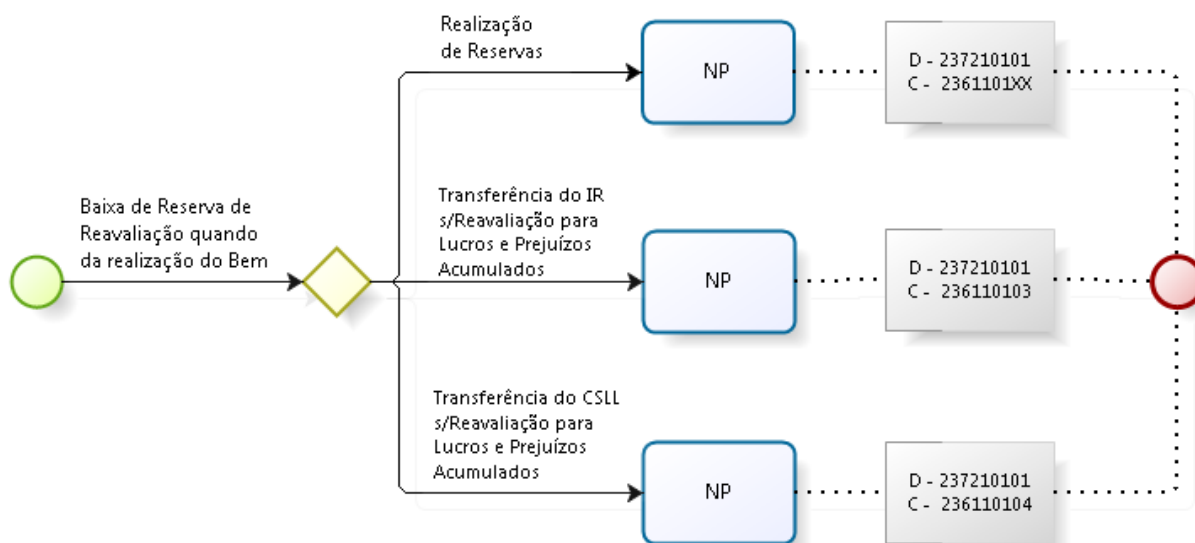 Realização
de Reservas
NP
D - 237210101
C -  2361101XX
Baixa de Reserva de
Reavaliação quando
da realização do Bem
Transferência do IR
s/Reavaliação para
Lucros e Prejuízos
Acumulados
NP
D - 237210101
C -  236110103
Transferência do CSLL
s/Reavaliação para
Lucros e Prejuízos
Acumulados
NP
D - 237210101
C -  236110104